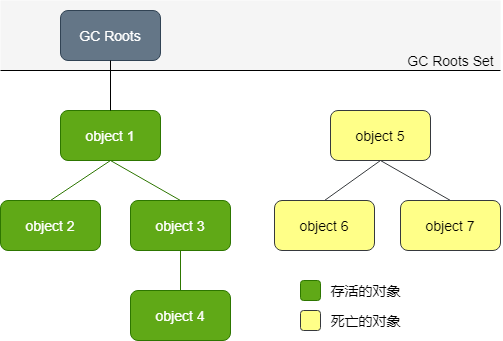 GC Roots
GC Roots Set
object 1
object 5
object 2
object 3
object 6
object 7
object 4
存活的对象
死亡的对象